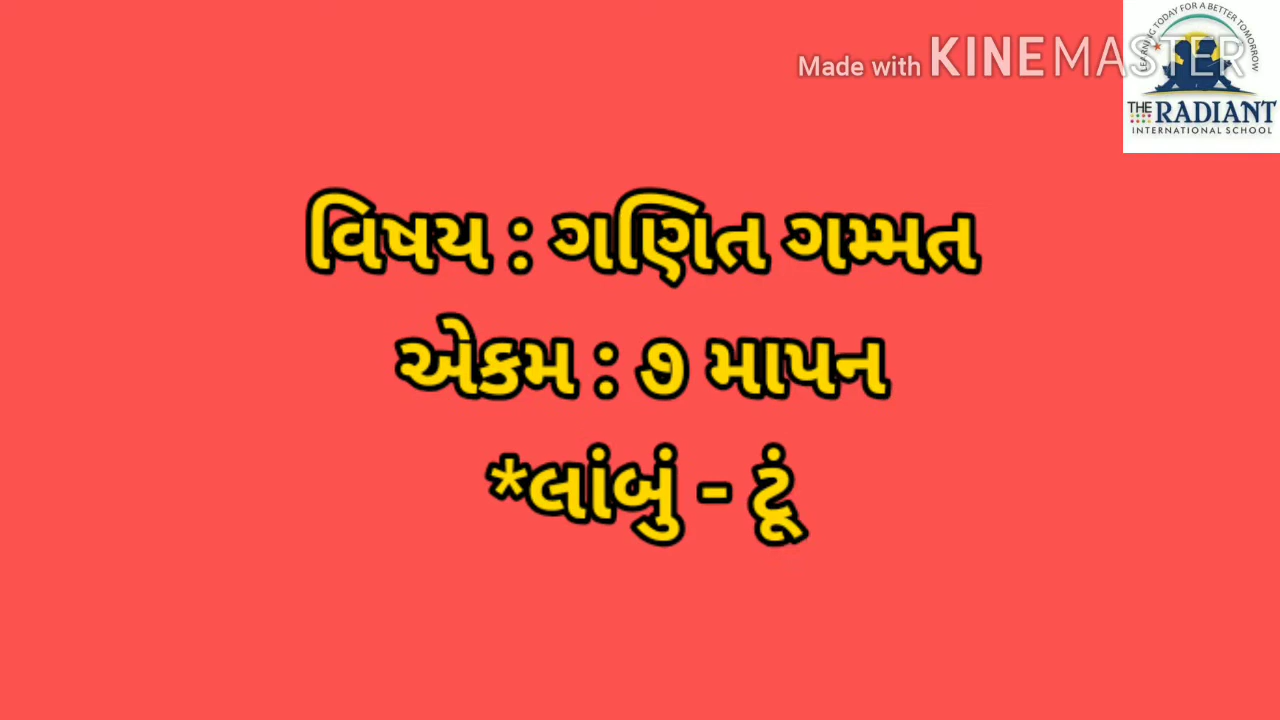 Made with KINEMASTER
LEARNING TODAY FOR A BETTER TOMORROW
THE RADIANT
INTERNATIONAL SCHOOL
વિષય : ગણિત ગમ્મત
એકમ : ૭ માપન
*લાંબું - ટૂં